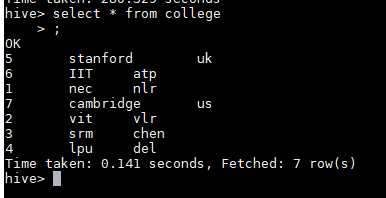 Time taken: 260.329 seconds
hive> select * from college
    > ;
OK
5       stanford        uk
6       IIT     atp
1       nec     nlr
7       cambridge       us
2       vit     vlr
3       srm     chen
4       lpu     del
Time taken: 0.141 seconds, Fetched: 7 row(s)
hive>